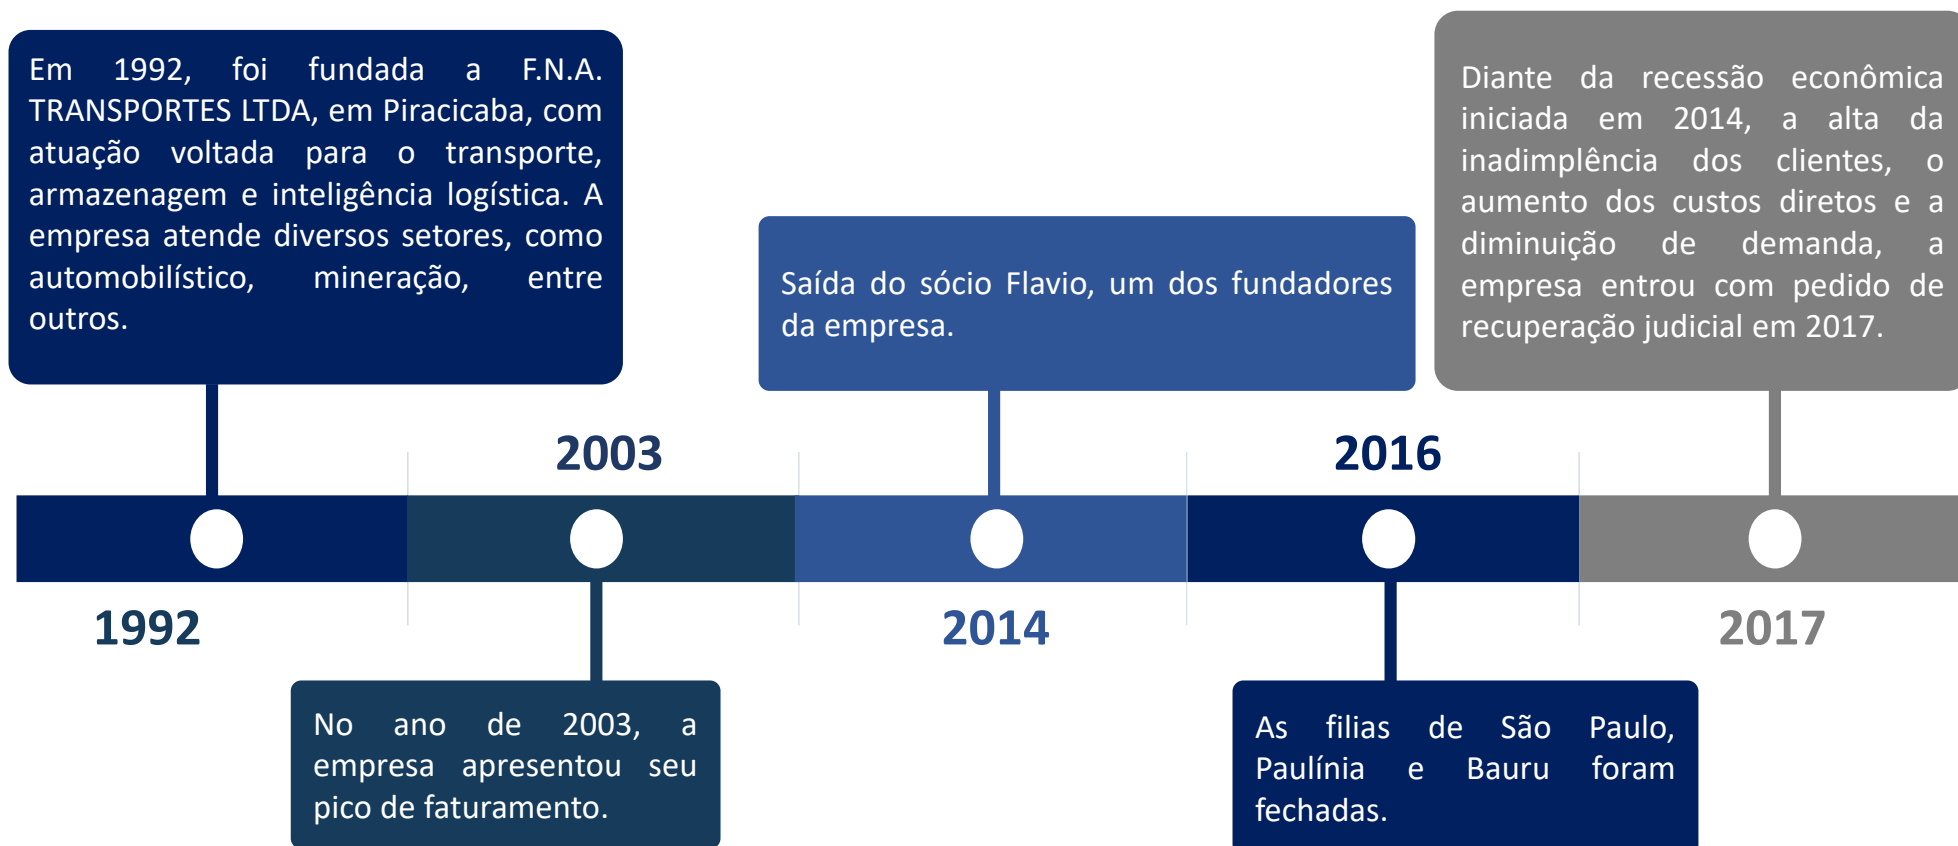 Em 1992, foi fundada a F.N.A.
TRANSPORTES LTDA, em Piracicaba, com
atuação voltada para o transporte,
armazenagem e inteligência logística. A
empresa atende diversos setores, como
automobilístico, mineração, entre
outros.
Saída do sócio Flavio, um dos fundadores
da empresa.
Diante da recessão econômica
iniciada em 2014, a alta da
inadimplência dos clientes, o
aumento dos custos diretos e a
diminuição de demanda, a
empresa entrou com pedido de
recuperação judicial em 2017.
2003
2016
1992
2014
2017
No ano de 2003, a
empresa apresentou seu
pico de faturamento.
As filias de São Paulo,
Paulínia e Bauru foram
fechadas.